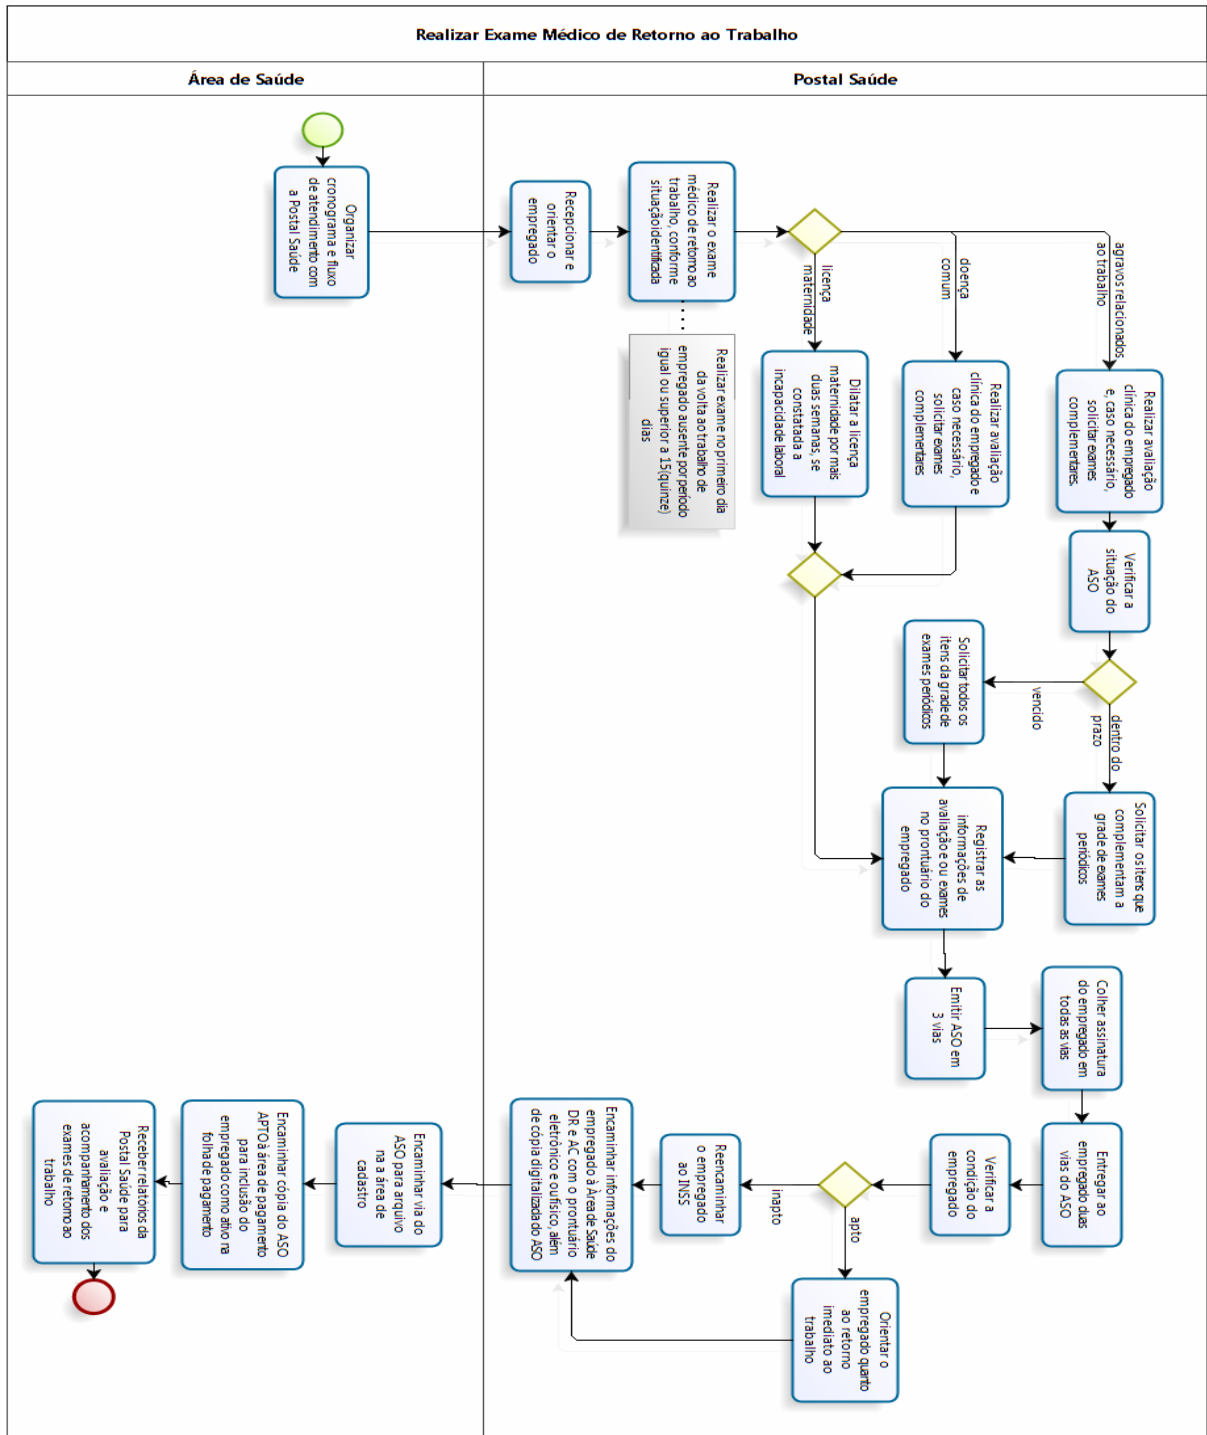 Realizar Exame Médico de Retorno ao Trabalho
Área de Saúde
Postal Saúde
Organizar
cronograma e fluxo
de atendimento com
a Postal Saúde
Recepcionar e
orientar o
empregado
Realizar o exame
médico de retorno ao
trabalho, conforme
situação identificada
Realizar exame no primeiro dia
da volta ao trabalho de
empregado ausente por período
igual ou superior a 15(quinze)
dias
licença
maternidade
doença
comum
agravos relacionados
ao trabalho
Dilatar a licença
maternidade por mais
duas semanas, se
constatada a
incapacidade laboral
Realizar avaliação
clínica do empregado e
caso necessário,
solicitar exames
complementares
Realizar avaliação
clínica do empregado
e, caso necessário,
solicitar exames
complementares.
Verificar a
situação do
ASO
vencido
dentro do
prazo
Solicitar todos os
itens da grade de
exames periódicos
Solicitar os itens que
complementam a
grade de exames
periódicos
Registrar as
informações de
avaliação e ou exames
no prontuário do
empregado
Emitir ASO em
3 vias
Colher assinatura
do empregado em
todas as vias
Entregar ao
empregado duas
vias do ASO
Verificar a
condição do
empregado
inapto
apto
Reencaminhar
o empregado
ao INSS
Orientar o
empregado quanto
ao retorno
imediato ao
trabalho
Encaminhar informações do
empregado à Área de Saúde
DR e AC com o prontuário
eletrônico e ou físico, além
de cópia digitalizada do ASO
Encaminhar via do
ASO para arquivo
na a área de
cadastro
Encaminhar cópia do ASO
APTO à área de pagamento
para inclusão do
empregado como ativo na
folha de pagamento
Receber relatórios da
Postal Saúde para
avaliação e
acompanhamento dos
exames de retorno ao
trabalho